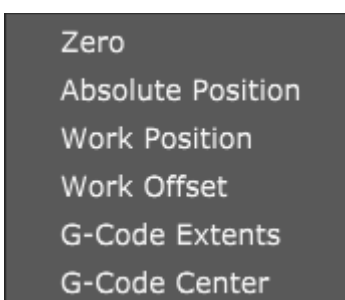 Zero
Absolute Position
Work Position
Work Offset
G-Code Extents
G-Code Center